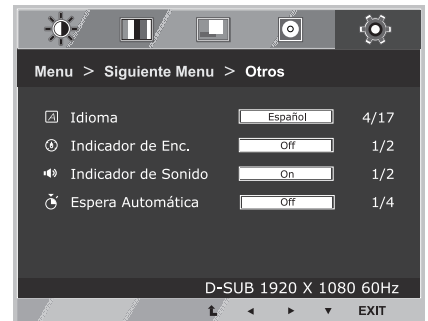 Menu > Siguiente Menu > Otros
Idioma Español 4/17
Indicador de Enc. Off 1/2
Indicador de Sonido On 1/2
Espera Automática Off 1/4
D-SUB 1920 X 1080 60Hz
EXIT